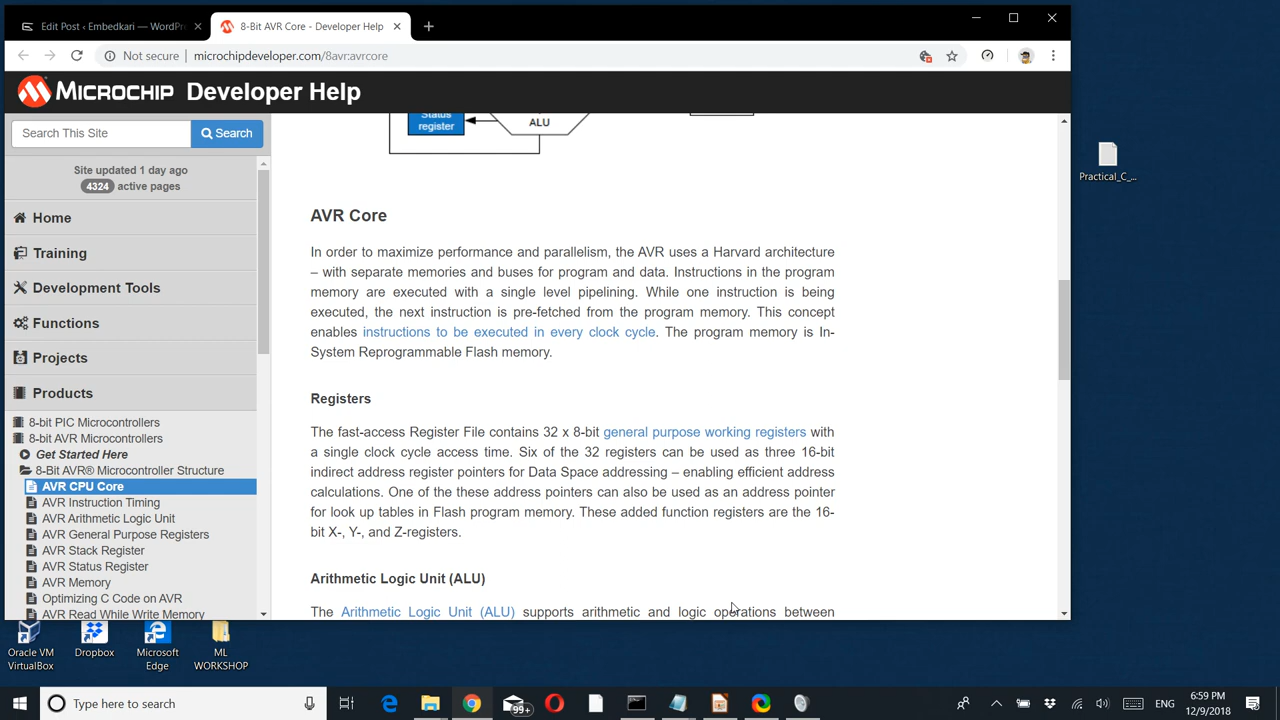 Edit Post ‹ Embedkari — WordPr
8-Bit AVR Core - Developer Help
Not secure
microchipdeveloper.com/8avr:avrcore
MICROCHIP Developer Help
Search This Site
Search
Site updated 1 day ago
4324 active pages
Home
Training
Development Tools
Functions
Projects
Products
8-bit PIC Microcontrollers
8-bit AVR Microcontrollers
Get Started Here
8-Bit AVR® Microcontroller Structure
AVR CPU Core
AVR Instruction Timing
AVR Arithmetic Logic Unit
AVR General Purpose Registers
AVR Stack Register
AVR Status Register
AVR Memory
Optimizing C Code on AVR
AVR Read While Write Memory
Status
register
ALU
AVR Core
In order to maximize performance and parallelism, the AVR uses a Harvard architecture
– with separate memories and buses for program and data. Instructions in the program
memory are executed with a single level pipelining. While one instruction is being
executed, the next instruction is pre-fetched from the program memory. This concept
enables instructions to be executed in every clock cycle. The program memory is In-
System Reprogrammable Flash memory.
Registers
The fast-access Register File contains 32 x 8-bit general purpose working registers with
a single clock cycle access time. Six of the 32 registers can be used as three 16-bit
indirect address register pointers for Data Space addressing – enabling efficient address
calculations. One of the these address pointers can also be used as an address pointer
for look up tables in Flash program memory. These added function registers are the 16-
bit X-, Y-, and Z-registers.
Arithmetic Logic Unit (ALU)
The Arithmetic Logic Unit (ALU) supports arithmetic and logic operations between
Practical_C_...
Oracle VM
VirtualBox
Dropbox
Microsoft
Edge
ML
WORKSHOP
Type here to search
99+
ENG
6:59 PM
12/9/2018